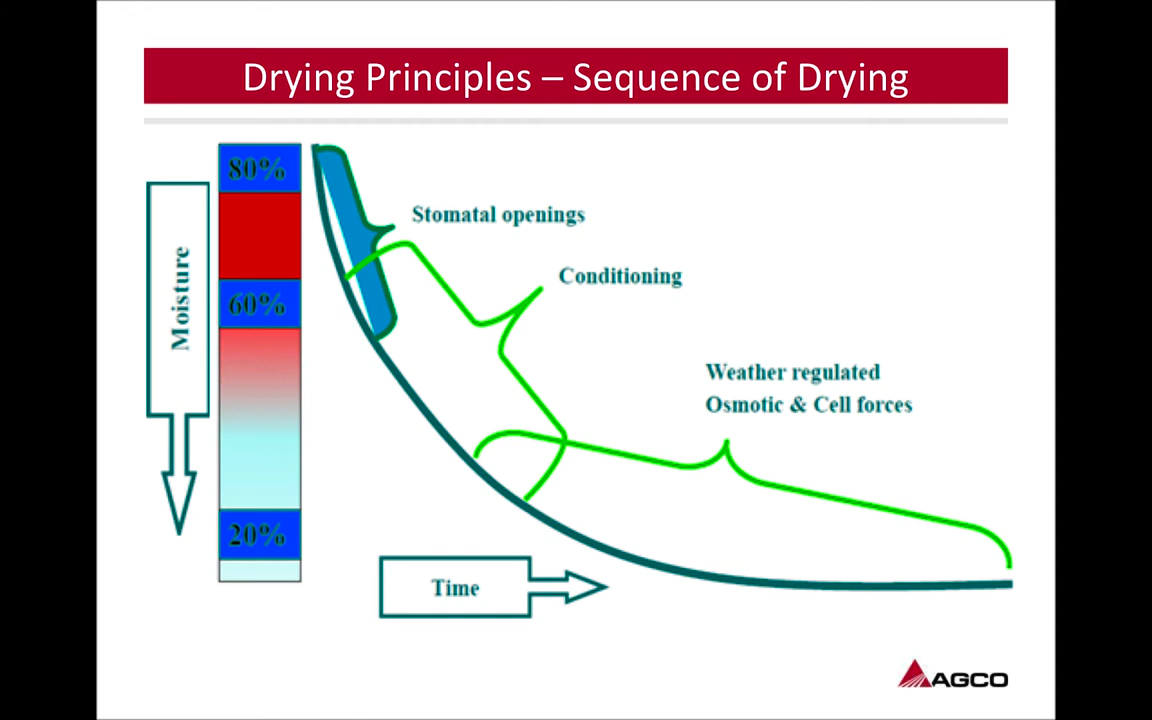 Drying Principles – Sequence of Drying
80%
Stomatal openings
Moisture
Conditioning
60%
Weather regulated
Osmotic & Cell forces
20%
Time
AGCO